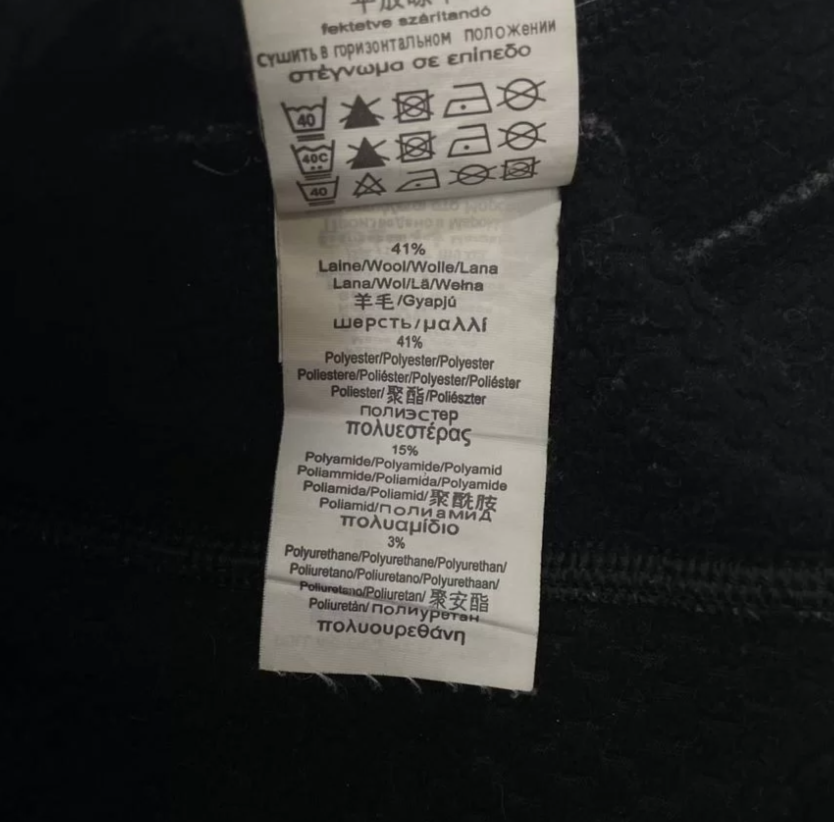 fektetve szárítandó
сушить в горизонтальном положении
στέγνωμα σε επίπεδο
40
40C
40
41%
Laine/Wool/Wolle/Lana
Lana/Wol/Lã/Wełna
羊毛/Gyapjú
шерсть/μαλλί
41%
Polyester/Polyester/Polyester
Poliestere/Poliéster/Polyester/Poliéster
Poliester/聚酯/Poliészter
полиэстер
πολυεστέρας
15%
Polyamide/Polyamide/Polyamid
Poliammide/Poliamida/Polyamide
Poliamida/Poliamid/聚酰胺
Poliamid/полиамид
πολυαμίδιο
3%
Polyurethane/Polyurethane/Polyurethan/
Poliuretano/Poliuretano/Polyurethaan/
Poliuretano/Poliuretan/聚安酯
Poliuretán/полиуретан
πολυουρεθάνη